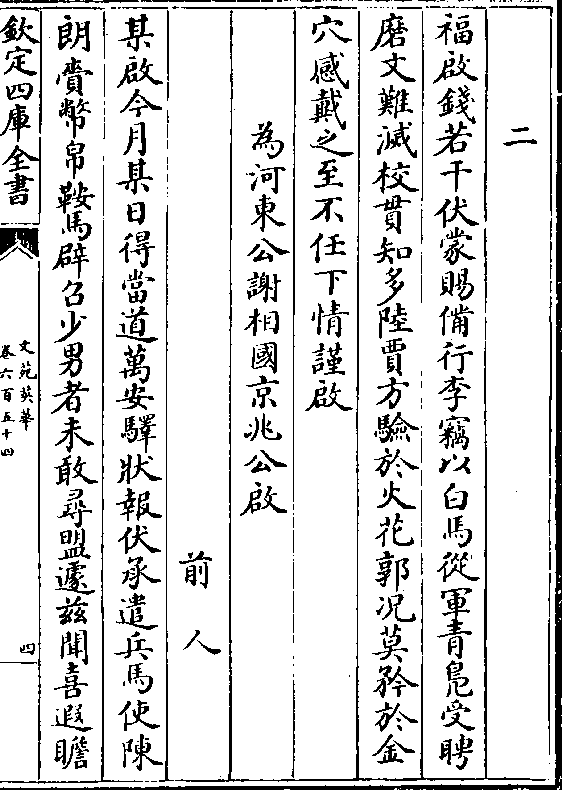 二
福啟錢若干伏蒙賜備行李竊以白馬從軍青鳧受聘
磨文難滅校貫知多陸賈方驗於火花郭况莫矜於金
穴感戴之至不任下情謹啟
為河東公謝相國京兆公啟
前人
某啟今月某日得當道萬安驛狀報伏承遣兵馬使陳
朗賫幣帛鞍馬辟召少男者未敢尋盟遽兹聞喜遐瞻
欽定四庫全書
文苑英華
卷六百五十四
四